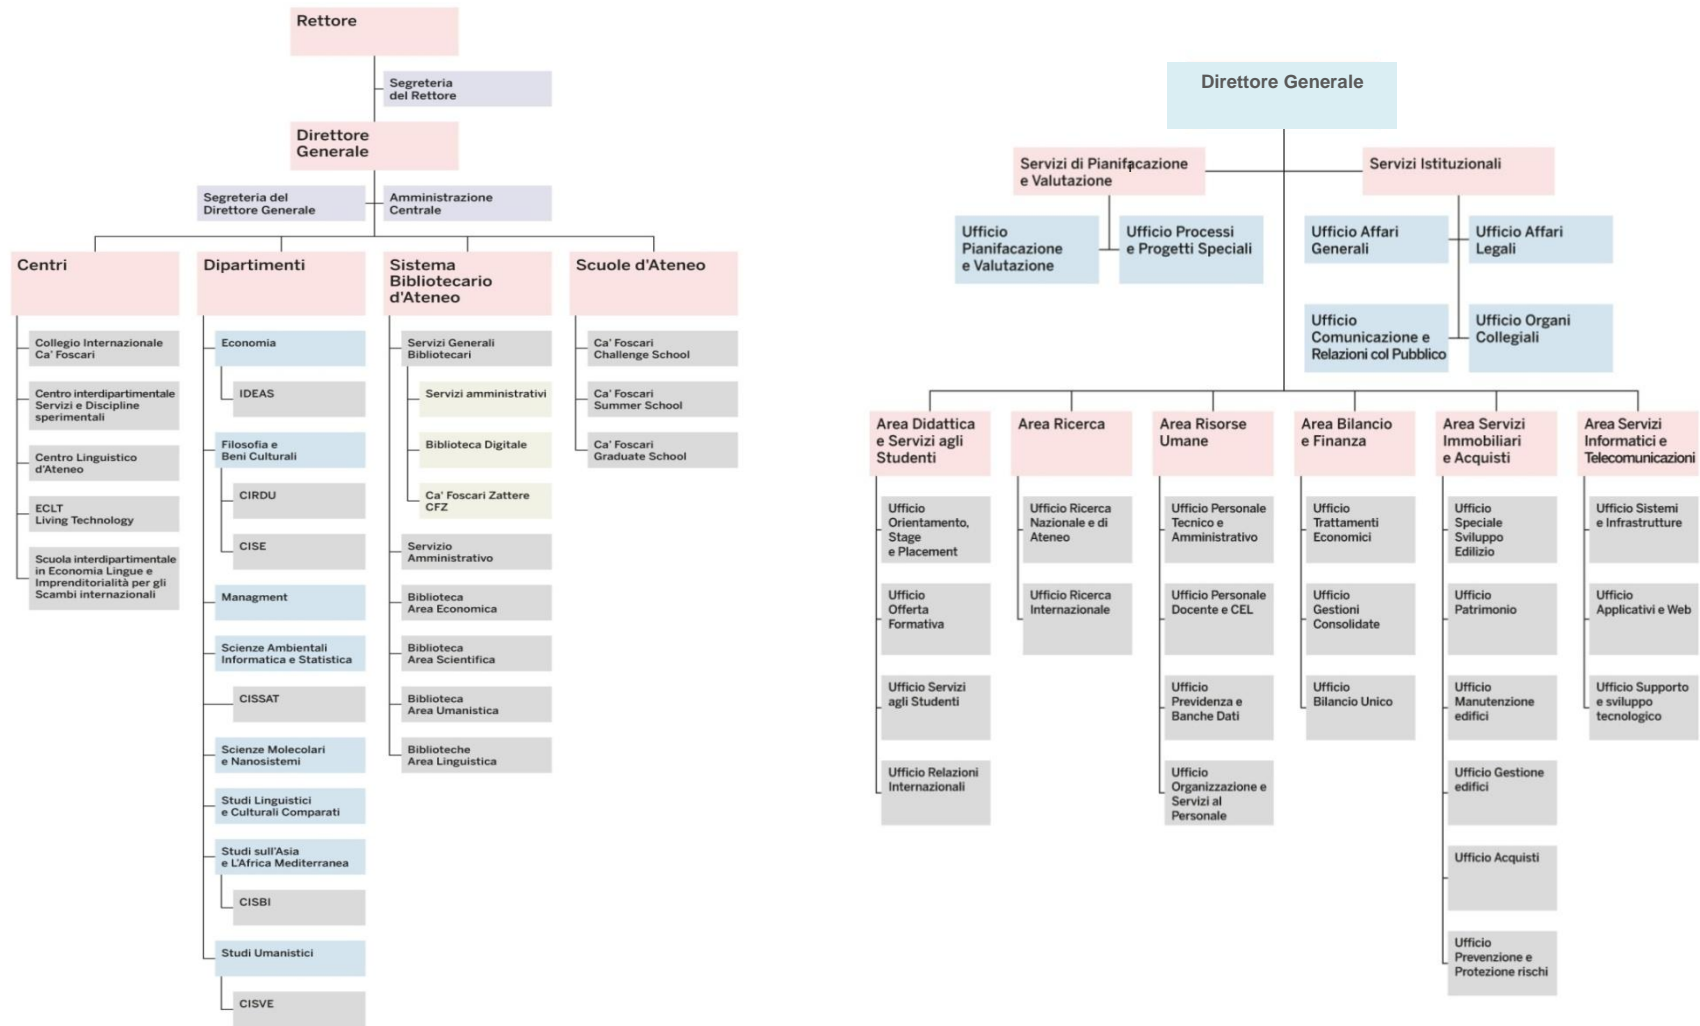 Rettore
Segreteria
del Rettore
Direttore
Generale
Segreteria del
Direttore Generale
Amministrazione
Centrale
Centri
Collegio Internazionale
Ca' Foscari
Centro interdipartimentale
Servizi e Discipline
sperimentali
Centro Linguistico
d'Ateneo
ECLT
Living Technology
Scuola interdipartimentale
in Economia Lingue e
Imprenditorialità per gli
Scambi internazionali
Dipartimenti
Economia
IDEAS
Filosofia e
Beni Culturali
CIRDU
CISE
Managment
Scienze Ambientali
Informatica e Statistica
CISSAT
Scienze Molecolari
e Nanosistemi
Studi Linguistici
e Culturali Comparati
Studi sull'Asia
e L'Africa Mediterranea
CISBI
Studi Umanistici
CISVE
Sistema
Bibliotecario
d'Ateneo
Servizi Generali
Bibliotecari
Servizi amministrativi
Biblioteca Digitale
Ca' Foscari Zattere
CFZ
Servizio
Amministrativo
Biblioteca
Area Economica
Biblioteca
Area Scientifica
Biblioteca
Area Umanistica
Biblioteche
Area Linguistica
Scuole d'Ateneo
Ca' Foscari
Challenge School
Ca' Foscari
Summer School
Ca' Foscari
Graduate School
Direttore Generale
Servizi di Pianifacazione
e Valutazione
Ufficio
Pianifacazione
e Valutazione
Ufficio Processi
e Progetti Speciali
Servizi Istituzionali
Ufficio Affari
Generali
Ufficio Affari
Legali
Ufficio
Comunicazione e
Relazioni col Pubblico
Ufficio Organi
Collegiali
Area Didattica
e Servizi agli
Studenti
Ufficio
Orientamento,
Stage
e Placement
Ufficio
Offerta
Formativa
Ufficio Servizi
agli Studenti
Ufficio Relazioni
Internazionali
Area Ricerca
Ufficio Ricerca
Nazionale e di
Ateneo
Ufficio Ricerca
Internazionale
Area Risorse
Umane
Ufficio Personale
Tecnico e
Amministrativo
Ufficio Personale
Docente e CEL
Ufficio
Previdenza e
Banche Dati
Ufficio
Organizzazione e
Servizi al
Personale
Area Bilancio
e Finanza
Ufficio
Trattamenti
Economici
Ufficio
Gestioni
Consolidate
Ufficio
Bilancio Unico
Area Servizi
Immobiliari
e Acquisti
Ufficio
Speciale
Sviluppo
Edilizio
Ufficio
Patrimonio
Ufficio
Manutenzione
edifici
Ufficio Gestione
edifici
Ufficio Acquisti
Ufficio
Prevenzione e
Protezione rischi
Area Servizi
Informatici e
Telecomunicazioni
Ufficio Sistemi
e Infrastrutture
Ufficio
Applicativi e Web
Ufficio Supporto
e sviluppo
tecnologico